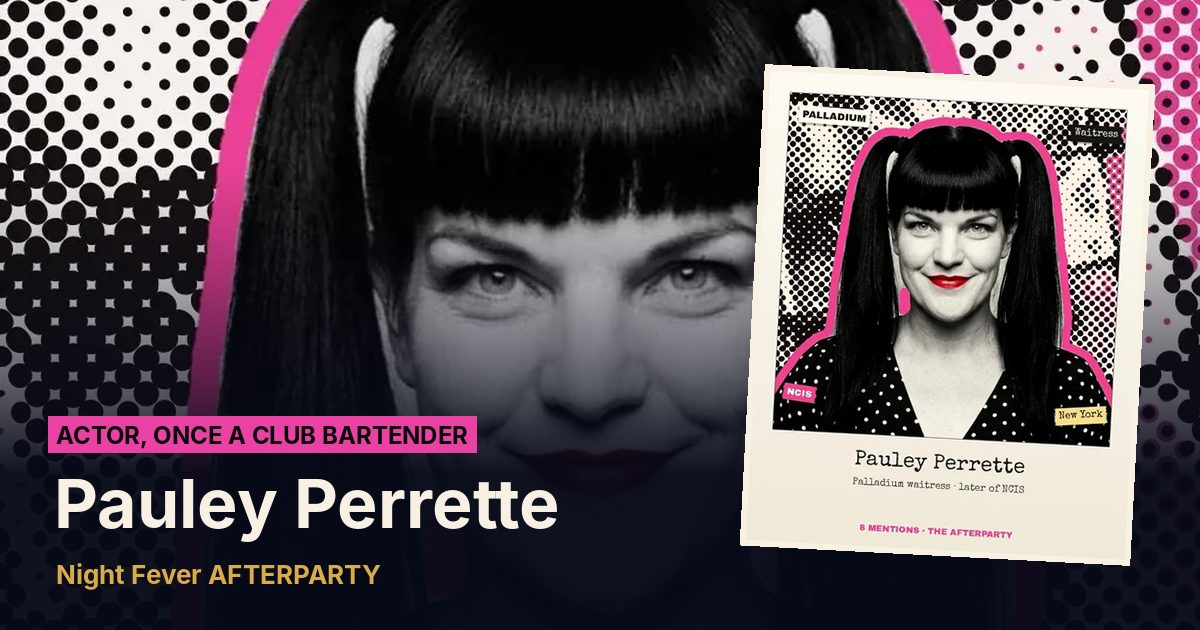 ACTOR, ONCE A CLUB BARTENDER
Pauley Perrette
Night Fever AFTERPARTY
PALLADIUM
Waitress
NCIS
New York
Pauley Perrette
Palladium waitress · later of NCIS
8 MENTIONS · THE AFTERPARTY